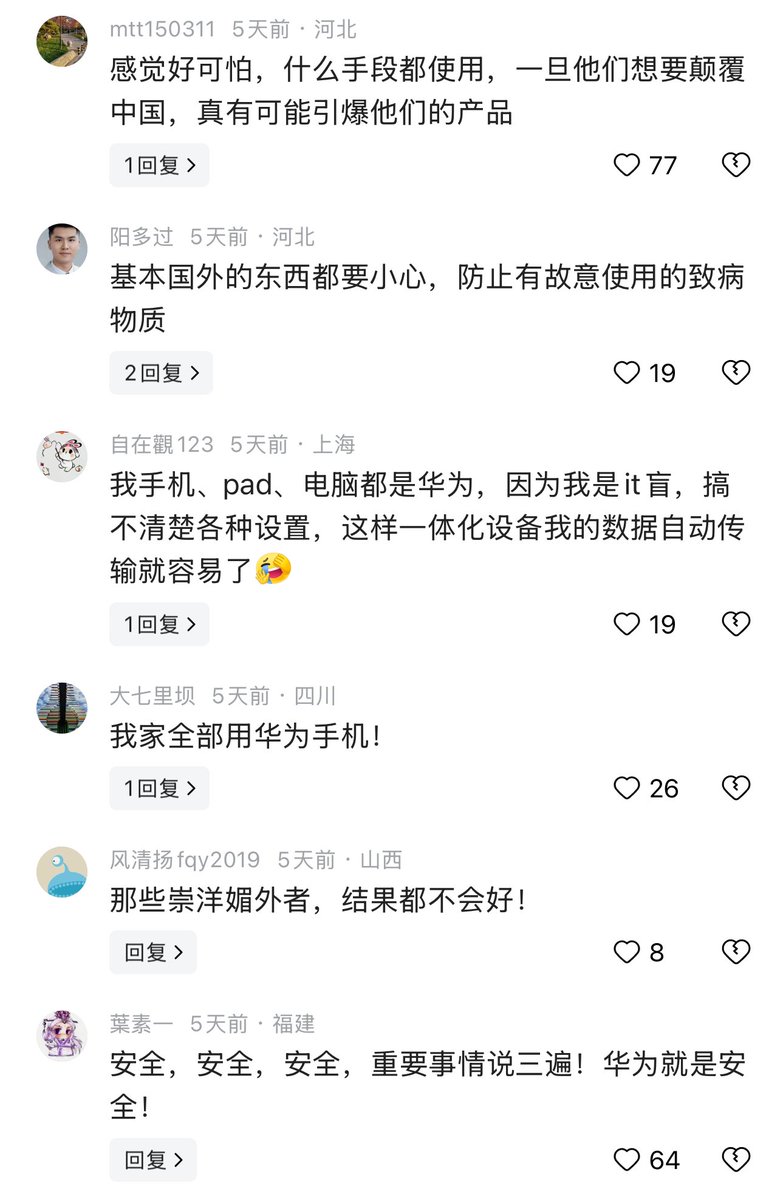 mtt150311 5天前 · 河北
感觉好可怕，什么手段都使用，一旦他们想要颠覆
中国，真有可能引爆他们的产品
1回复 >
77
阳多过 5天前 · 河北
基本国外的东西都要小心，防止有故意使用的致病
物质
2回复 >
19
自在觀123 5天前 · 上海
我手机、pad、电脑都是华为，因为我是it盲，搞
不清楚各种设置，这样一体化设备我的数据自动传
输就容易了🤣
1回复 >
19
大七里坝 5天前 · 四川
我家全部用华为手机！
1回复 >
26
风清扬fqy2019 5天前 · 山西
那些崇洋媚外者，结果都不会好！
回复 >
8
葉素一 5天前 · 福建
安全，安全，安全，重要事情说三遍！华为就是安
全！
回复 >
64